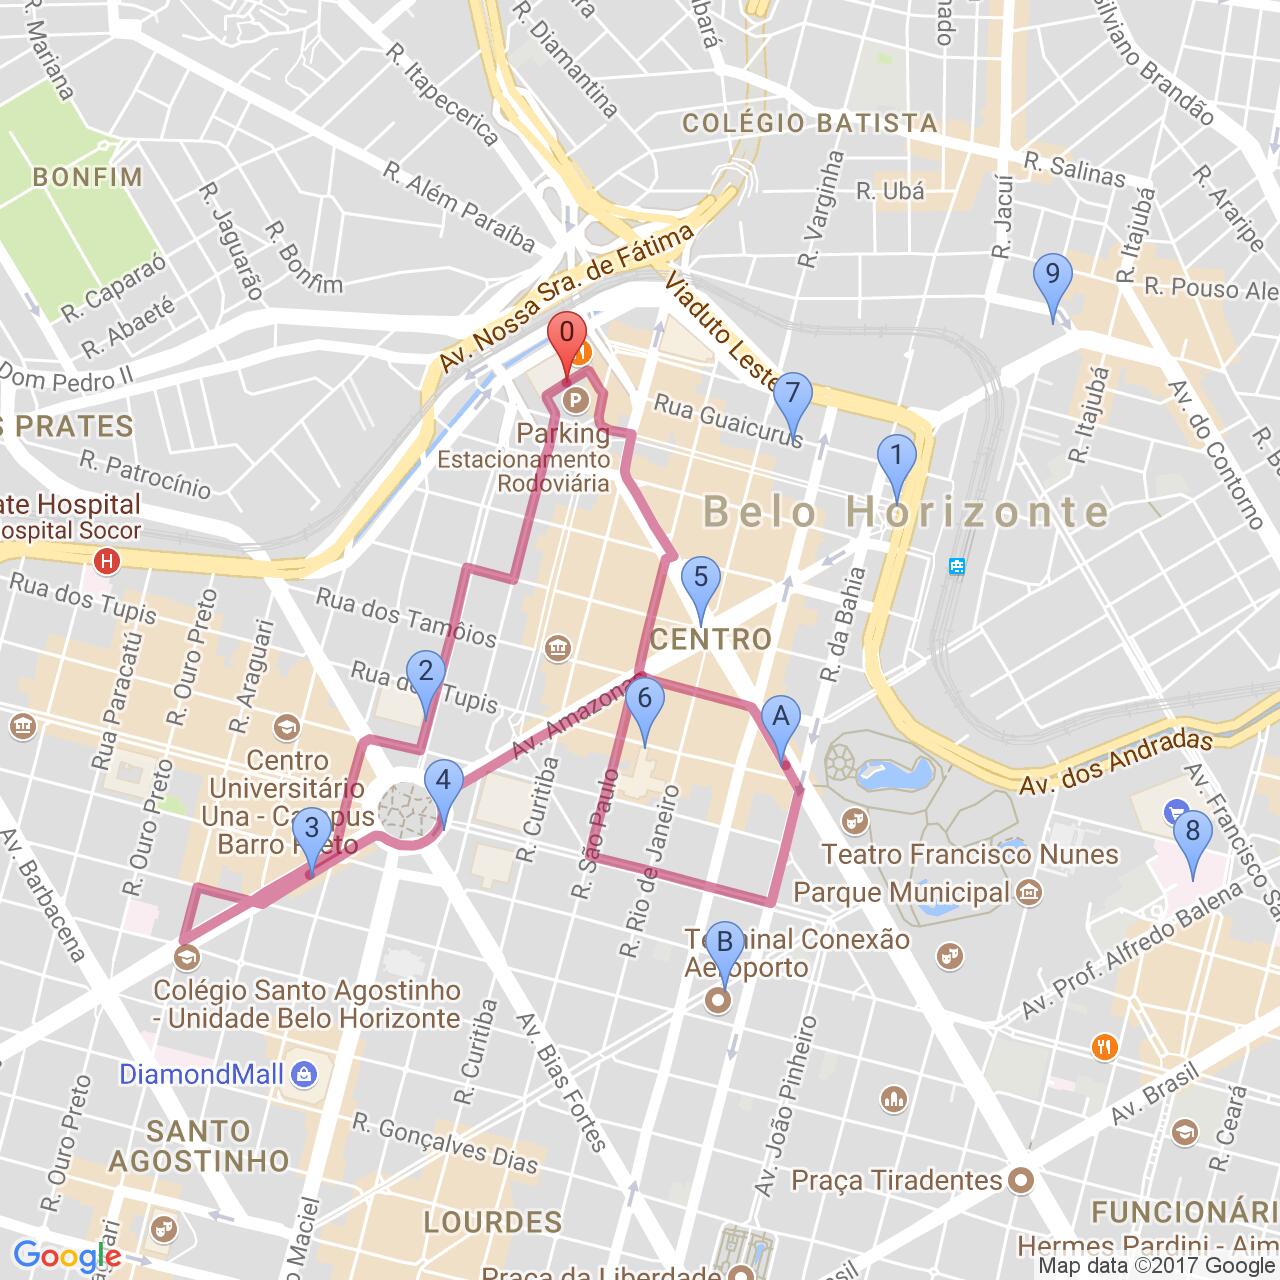 R. Mariana
R. Itapecerica
R. Diamantina
Silviano Brandão
COLÉGIO BATISTA
R. Salinas
BONFIM
R. Além Paraíba
R. Varginha
R. Ubá
R. Jacuí
R. Itajubá
R. Araripe
R. Jaguarão
R. Bonfim
R. Caparaó
R. Abaeté
Av. Nossa Sra. de Fátima
Viaduto Leste
R. Pouso Ale
9
0
Dom Pedro II
7
Rua Guaicurus
R. Itajubá
Av. do Contorno
S PRATES
P
Parking
Estacionamento
Rodoviária
R. Patrocínio
1
Belo Horizonte
ate Hospital
ospital Socor
H
Rua dos Tupis
R. Ouro Preto
R. Araguari
Rua Paracatú
Rua dos Tamôios
5
CENTRO
R. da Bahia
2
Rua dos Tupis
6
A
Av. Amazonas
Av. dos Andradas
Centro
Universitário
Una - Campus
Barro Preto
R. Ouro Preto
4
3
R. Curitiba
R. São Paulo
R. Rio de Janeiro
Teatro Francisco Nunes
Parque Municipal
8
Av. Francisco Sa
Av. Prof. Alfredo Balena
Av. Barbacena
B
Terminal Conexão
Aeroporto
Colégio Santo Agostinho
- Unidade Belo Horizonte
R. Curitiba
Av. Bias Fortes
Av. João Pinheiro
DiamondMall
R. Ouro Preto
SANTO
AGOSTINHO
R. Gonçalves Dias
Av. Brasil
R. Ceará
Praça Tiradentes
LOURDES
FUNCIONÁRI
Maciel
Hermes Pardini - Aim
Brasil
Praça da Liberdade
Google
Map data ©2017 Google